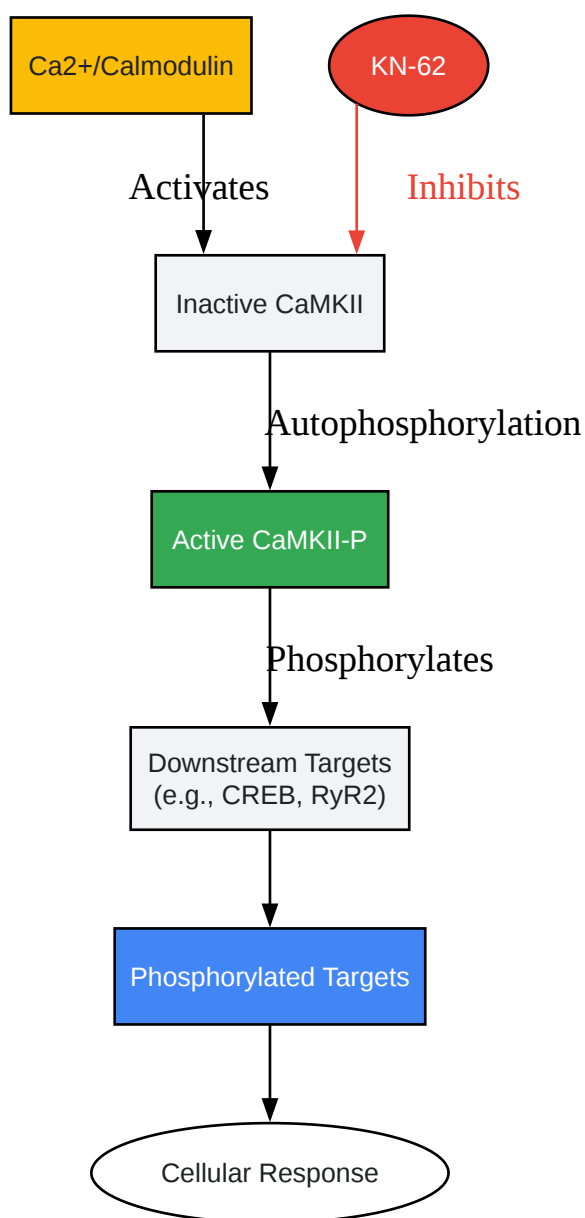 Ca2+/Calmodulin
KN-62
Activates
Inhibits
Inactive CaMKII
Autophosphorylation
Active CaMKII-P
Phosphorylates
Downstream Targets
(e.g., CREB, RyR2)
Phosphorylated Targets
Cellular Response